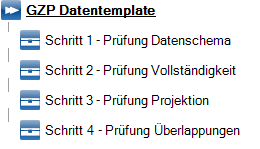 GZP Datentemplate
Schritt 1 - Prüfung Datenschema
Schritt 2 - Prüfung Vollständigkeit
Schritt 3 - Prüfung Projektion
Schritt 4 - Prüfung Überlappungen